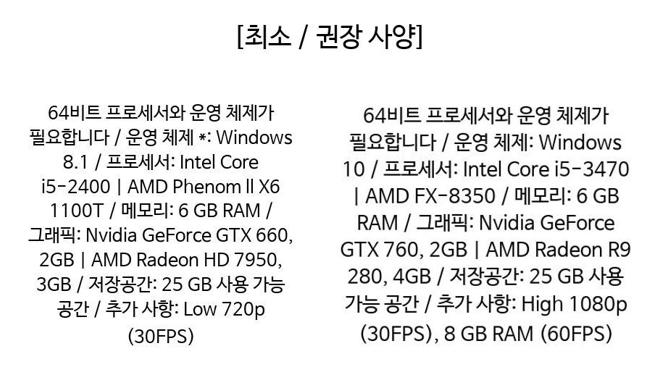 [최소 / 권장 사양]
64비트 프로세서와 운영 체제가
필요합니다 / 운영 체제 *: Windows
8.1 / 프로세서: Intel Core
i5-2400 | AMD Phenom ll X6
1100T / 메모리: 6 GB RAM /
그래픽: Nvidia GeForce GTX 660,
2GB | AMD Radeon HD 7950,
3GB / 저장공간: 25 GB 사용 가능
공간 / 추가 사항: Low 720p
(30FPS)
64비트 프로세서와 운영 체제가
필요합니다 / 운영 체제: Windows
10 / 프로세서: Intel Core i5-3470
| AMD FX-8350 / 메모리: 6 GB
RAM / 그래픽: Nvidia GeForce
GTX 760, 2GB | AMD Radeon R9
280, 4GB / 저장공간: 25 GB 사용
가능 공간 / 추가 사항: High 1080p
(30FPS), 8 GB RAM (60FPS)